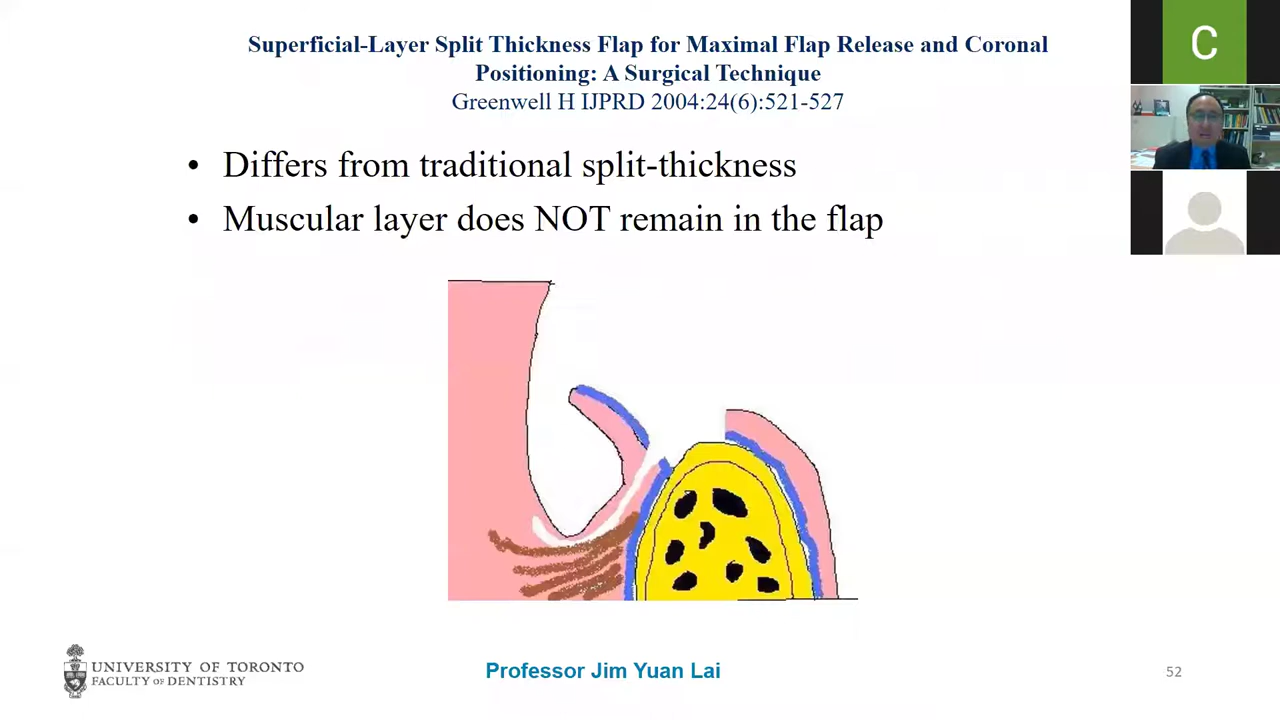 Superficial-Layer Split Thickness Flap for Maximal Flap Release and Coronal
Positioning: A Surgical Technique
Greenwell H IJPRD 2004:24(6):521-527
C
• Differs from traditional split-thickness
• Muscular layer does NOT remain in the flap
UNIVERSITY OF TORONTO
FACULTY OF DENTISTRY
Professor Jim Yuan Lai
52